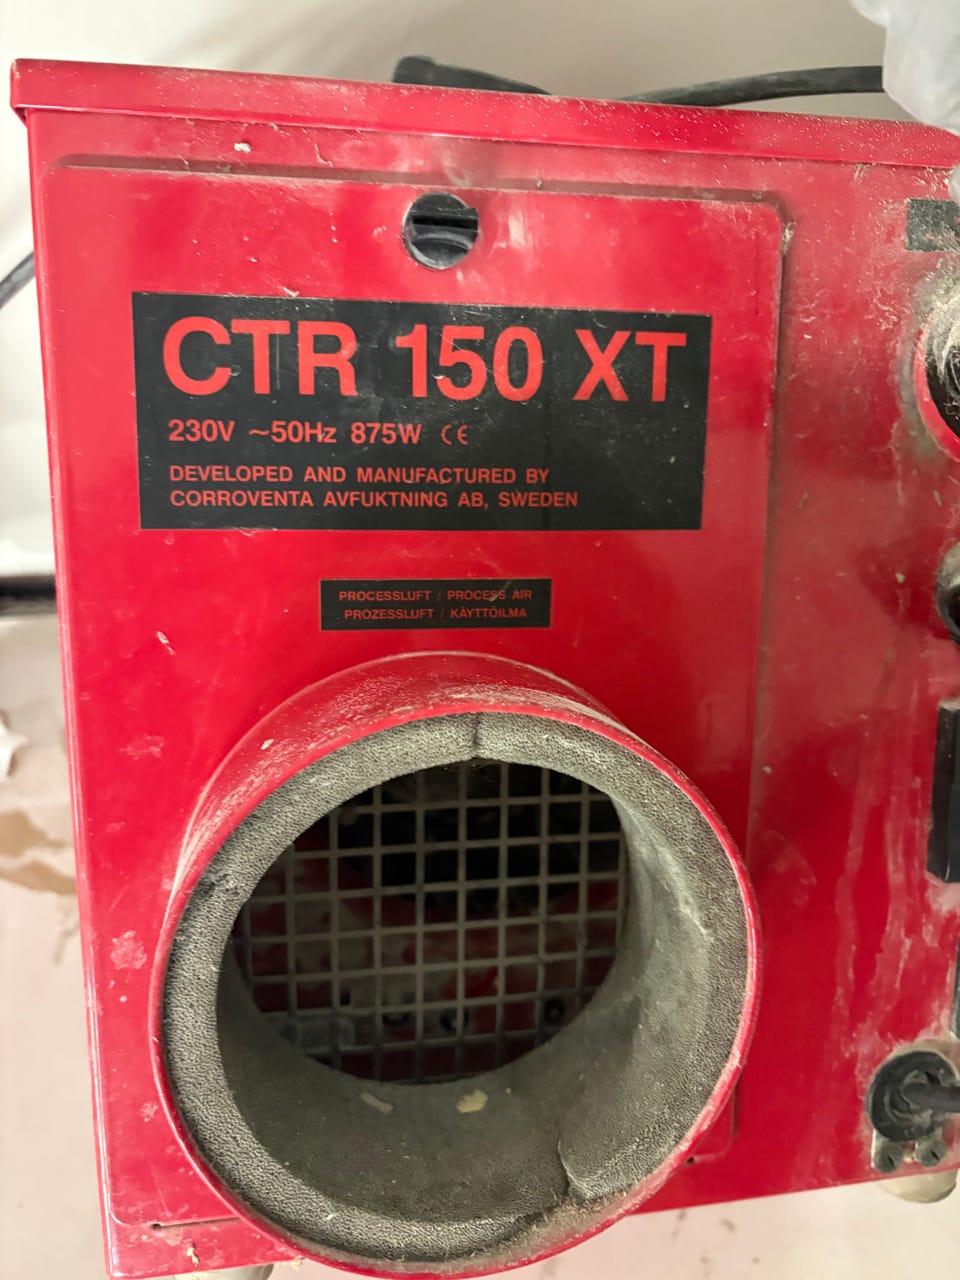 CTR 150 XT
230V ~50Hz 875W CE
DEVELOPED AND MANUFACTURED BY
CORROVENTA AVFUKTNING AB, SWEDEN
PROCESSLUFT / PROCESS AIR
PROZESSLUFT / KÄYTTÖILMA